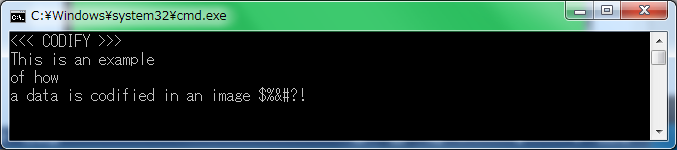 C:¥Windows¥system32¥cmd.exe
<<< CODIFY >>>
This is an example
of how
a data is codified in an image $%&#?!